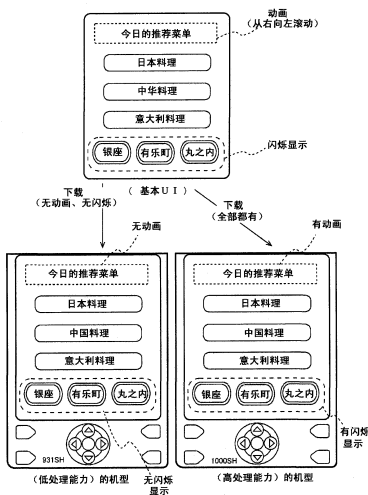 动画
(从右向左滚动)
今日的推荐菜单
日本料理
中华料理
意大利料理
银座 有乐町 丸之内
闪烁显示
(基本UI)
下载
(无动画、无闪烁)
下载
(全部都有)
无动画
有动画
今日的推荐菜单
日本料理
中国料理
意大利料理
银座 有乐町 丸之内
931SH
(低处理能力)的机型
无闪烁
显示
今日的推荐菜单
日本料理
中国料理
意大利料理
银座 有乐町 丸之内
1000SH
(高处理能力)的机型
有闪烁
显示